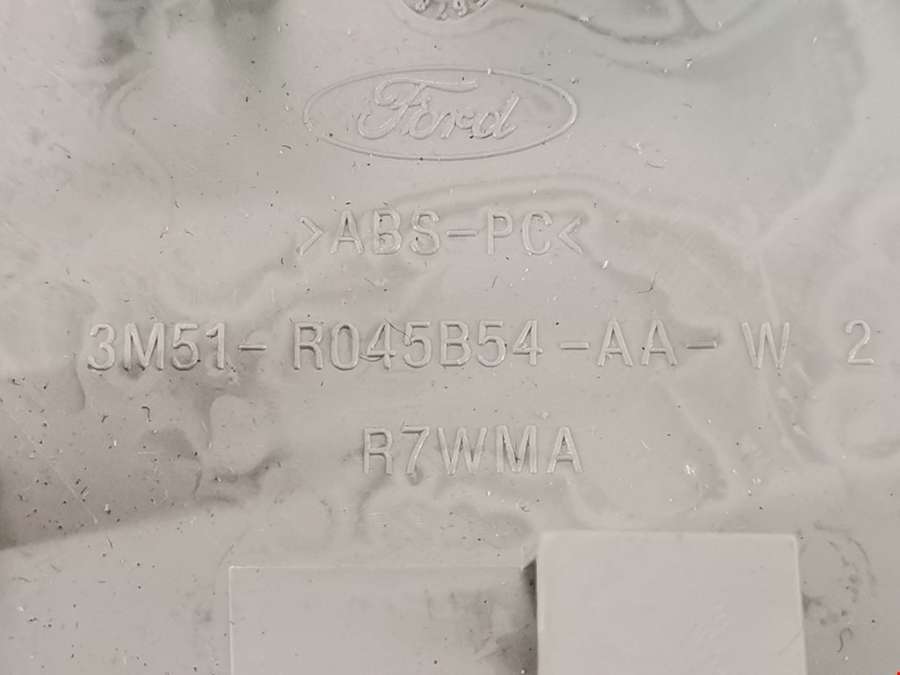 Ford
>ABS-PC<
3M51- R045B54 -AA- W 2
R7WMA